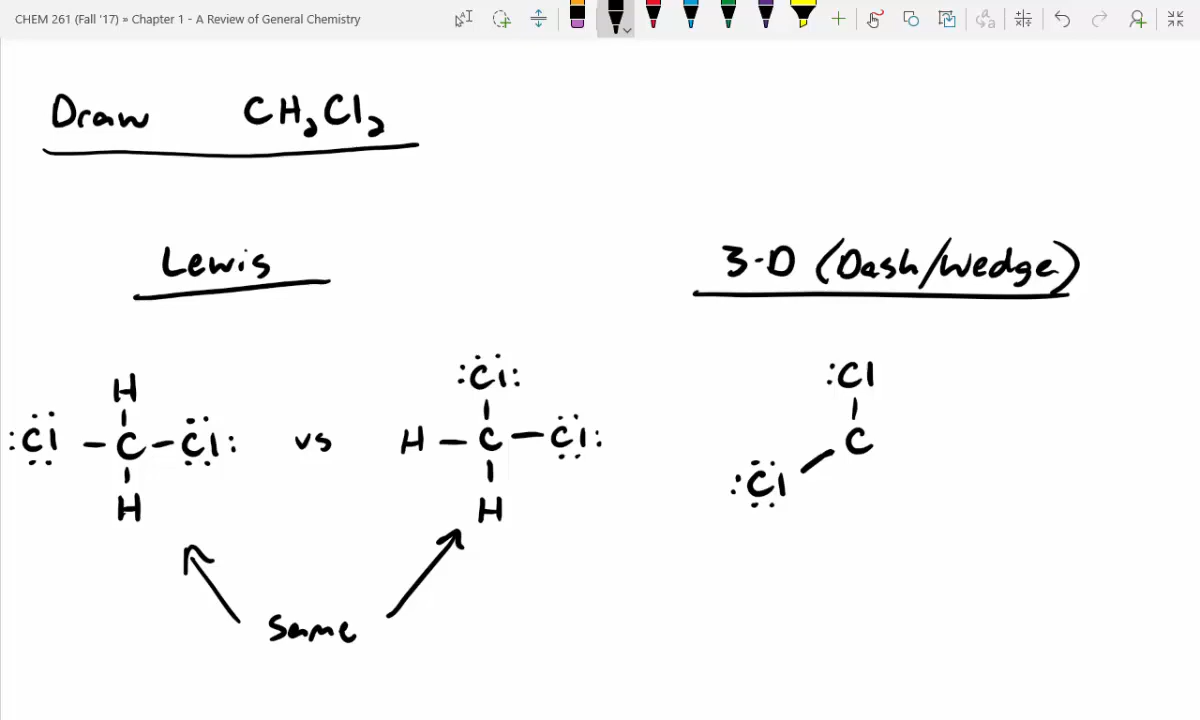 CHEM 261 (Fall '17) » Chapter 1 - A Review of General Chemistry
Draw CH₂Cl₂
Lewis
3-D (Dash/Wedge)
H
:Cl - C - Cl:
H
vs
:Cl:
H - C - Cl:
H
:Cl
C
:Cl
Same